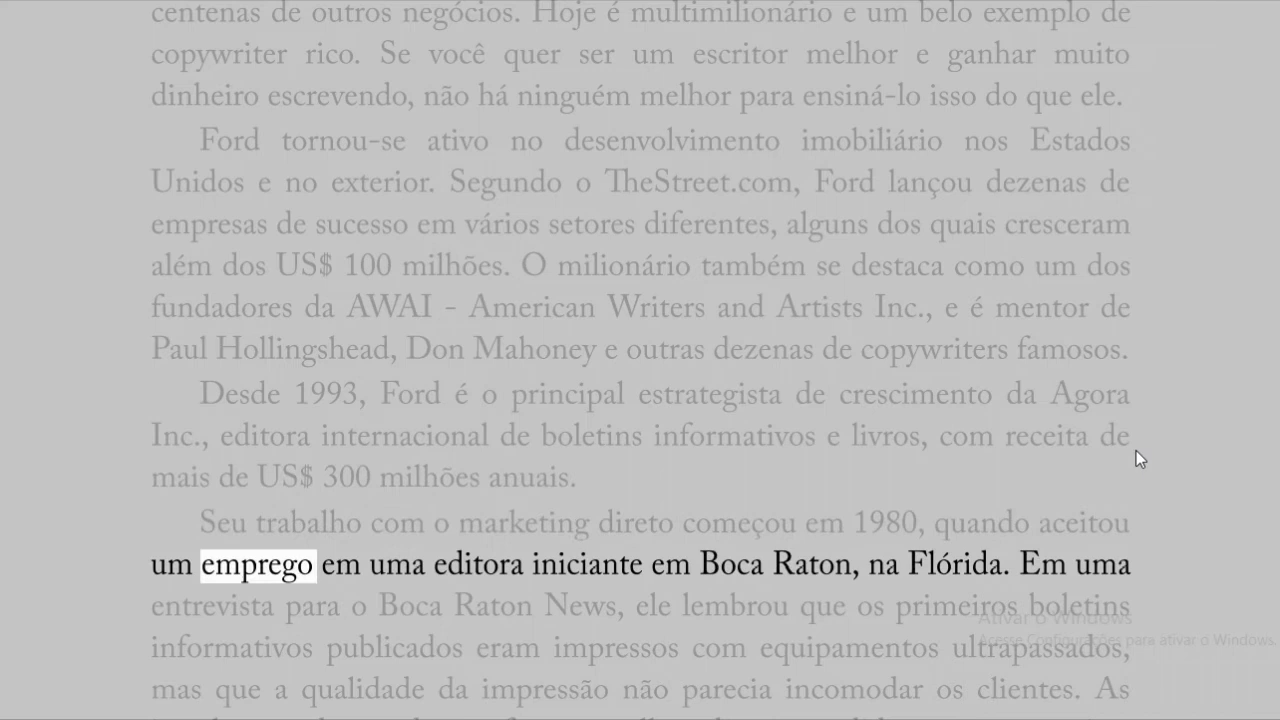 centenas de outros negócios. Hoje é multimilionário e um belo exemplo de
copywriter rico. Se você quer ser um escritor melhor e ganhar muito
dinheiro escrevendo, não há ninguém melhor para ensiná-lo isso do que ele.
Ford tornou-se ativo no desenvolvimento imobiliário nos Estados
Unidos e no exterior. Segundo o TheStreet.com, Ford lançou dezenas de
empresas de sucesso em vários setores diferentes, alguns dos quais cresceram
além dos US$ 100 milhões. O milionário também se destaca como um dos
fundadores da AWAI - American Writers and Artists Inc., e é mentor de
Paul Hollingshead, Don Mahoney e outras dezenas de copywriters famosos.
Desde 1993, Ford é o principal estrategista de crescimento da Agora
Inc., editora internacional de boletins informativos e livros, com receita de
mais de US$ 300 milhões anuais.
Seu trabalho com o marketing direto começou em 1980, quando aceitou
um emprego em uma editora iniciante em Boca Raton, na Flórida. Em uma
entrevista para o Boca Raton News, ele lembrou que os primeiros boletins
Ativar o Windows
Acesse Configurações para ativar o Windows.
informativos publicados eram impressos com equipamentos ultrapassados,
mas que a qualidade da impressão não parecia incomodar os clientes. As